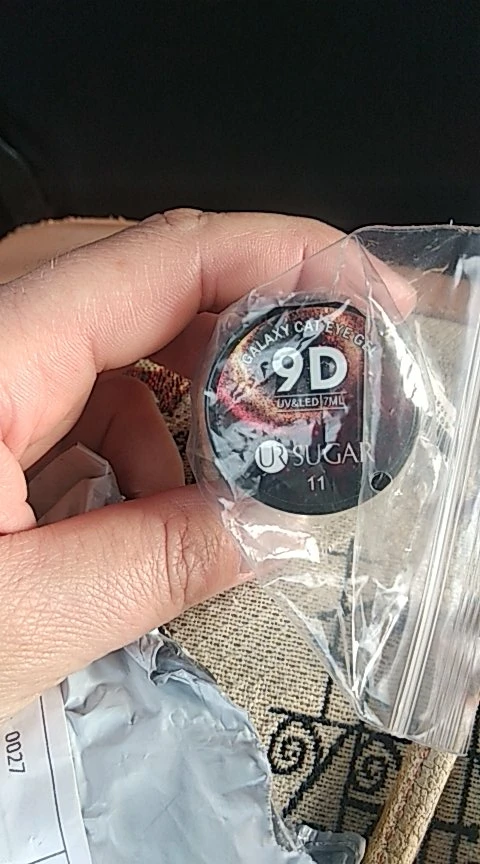 GALAXY CAT EYE GEL
9D
UV&LED 7ML
UR SUGAR
11
0027